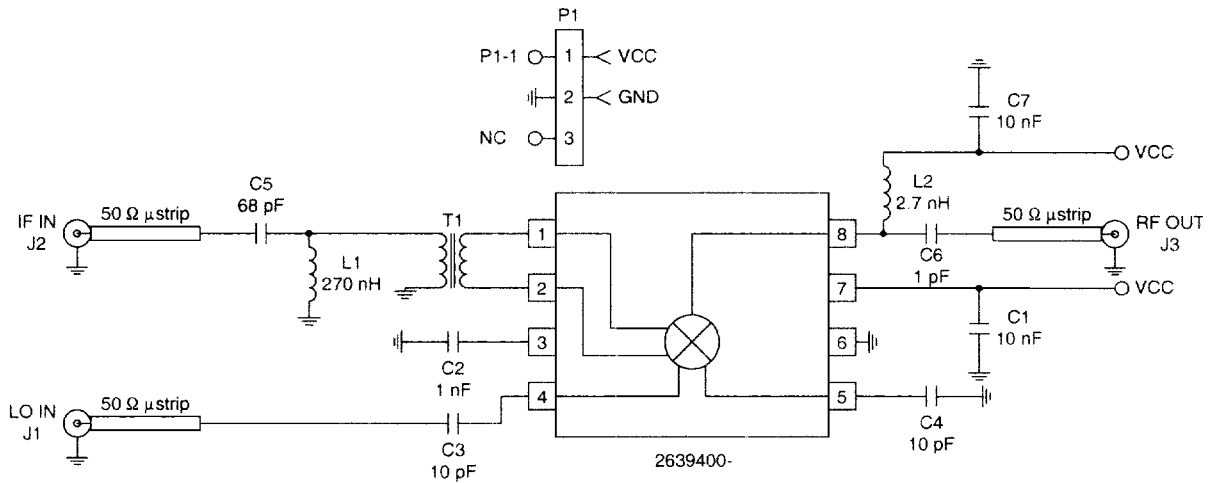 P1
P1-1
1
VCC
2
GND
NC
3
C7
10 nF
VCC
L2
2.7 nH
C5
68 pF
IF IN
J2
50 Ω μstrip
L1
270 nH
T1
1
2
3
4
8
7
6
5
C6
1 pF
50 Ω μstrip
RF OUT
J3
VCC
C1
10 nF
C2
1 nF
LO IN
J1
50 Ω μstrip
C3
10 pF
C4
10 pF
2639400-